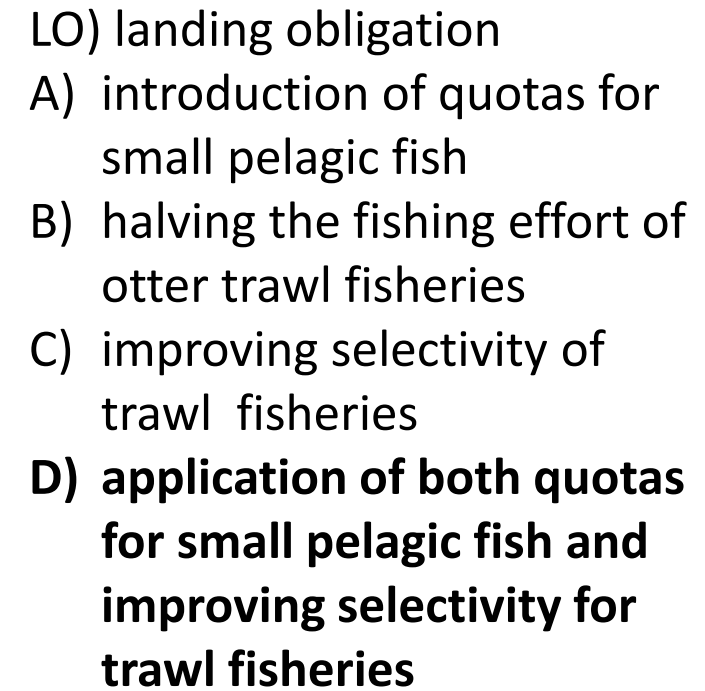 LO) landing obligation
A) introduction of quotas for
small pelagic fish
B) halving the fishing effort of
otter trawl fisheries
C) improving selectivity of
trawl  fisheries
D) application of both quotas
for small pelagic fish and
improving selectivity for
trawl fisheries